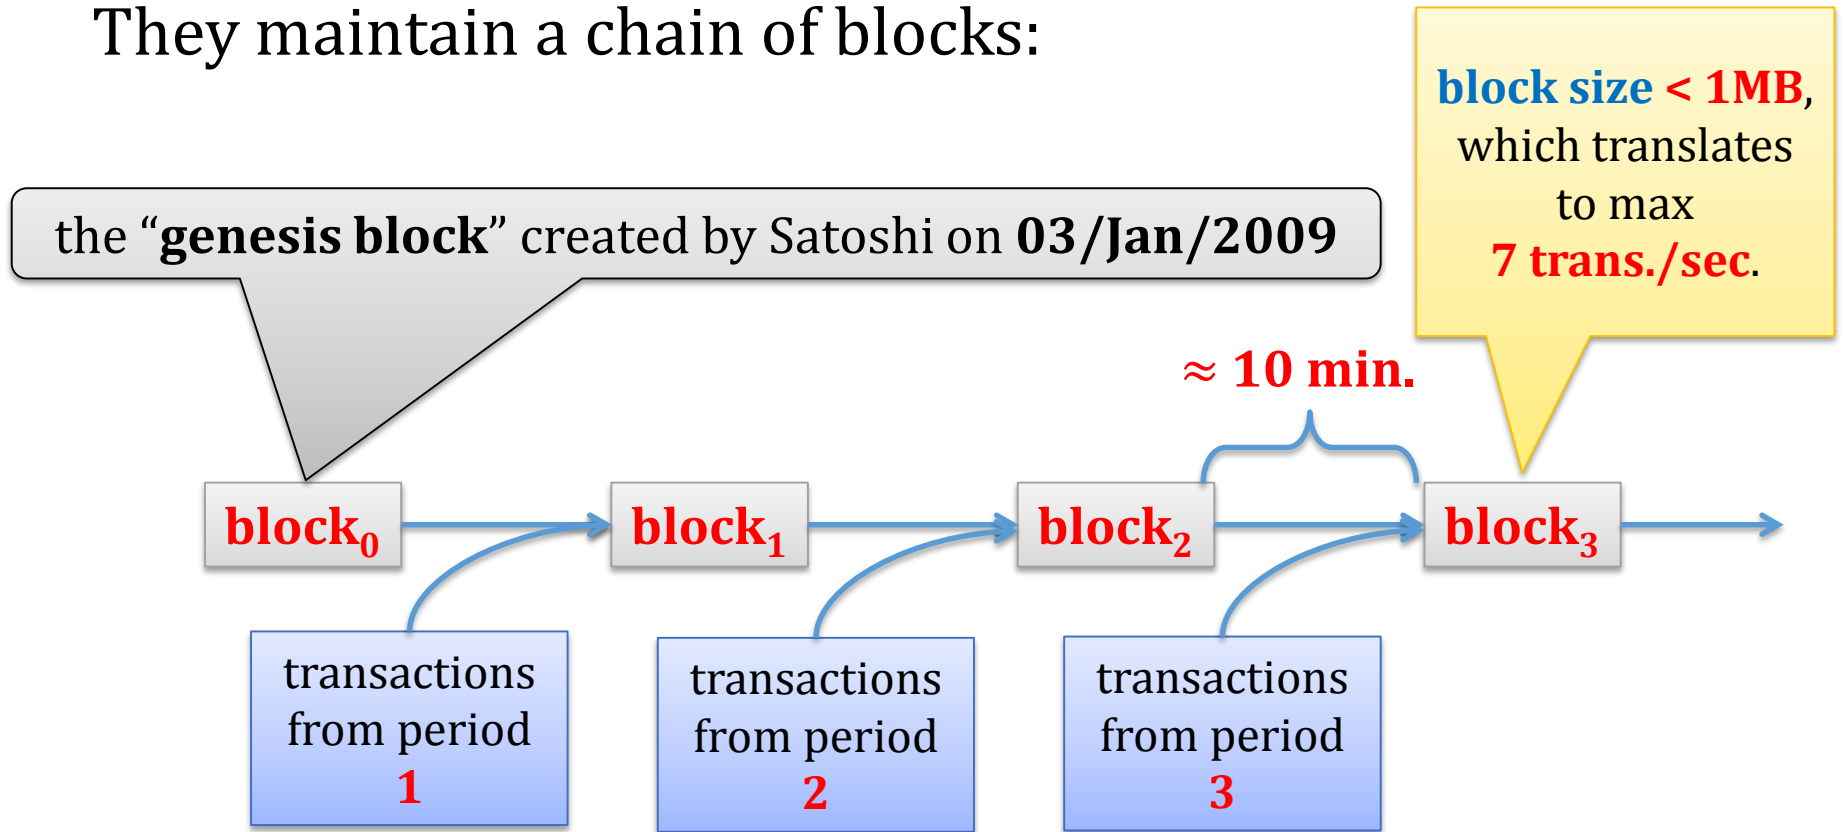 They maintain a chain of blocks:
block size < 1MB,
which translates
to max
7 trans./sec.
the “genesis block” created by Satoshi on 03/Jan/2009
≈ 10 min.
block₀
block₁
block₂
block₃
transactions
from period
1
transactions
from period
2
transactions
from period
3